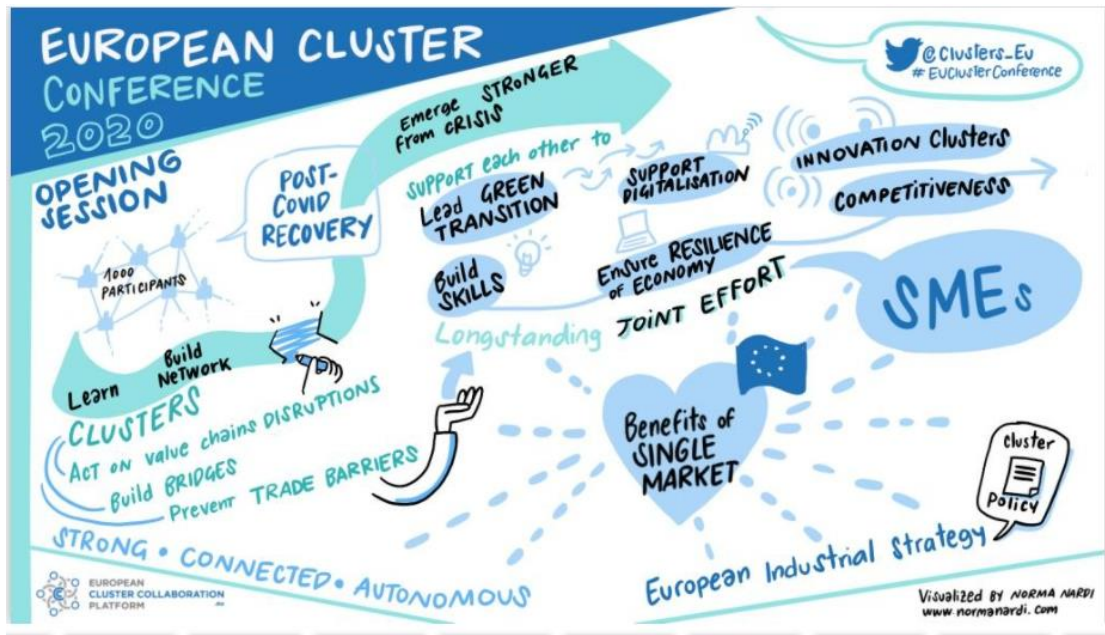 EUROPEAN CLUSTER
CONFERENCE
2020
@Clusters_Eu
#EUClusterConference
OPENING
SESSION
1000
PARTICIPANTS
POST-
COVID
RECOVERY
Emerge STRONGER
from CRISIS
SUPPORT each other to
Lead GREEN
TRANSITION
SUPPORT
DIGITALISATION
INNOVATION Clusters
COMPETITIVENESS
Build
SKILLS
Ensure RESILIENCE
of ECONOMY
SMEs
Longstanding
JOINT EFFORT
Learn
Build
NETWORK
CLUSTERS
ACT ON value chains DISRUPTIONS
Build BRIDGES
Prevent TRADE BARRIERS
Benefits of
SINGLE
MARKET
cluster
policy
European Industrial Strategy
STRONG • CONNECTED • AUTONOMOUS
EUROPEAN
CLUSTER COLLABORATION
PLATFORM
.eu
Visualized BY NORMA NARDI
www.normanardi.com